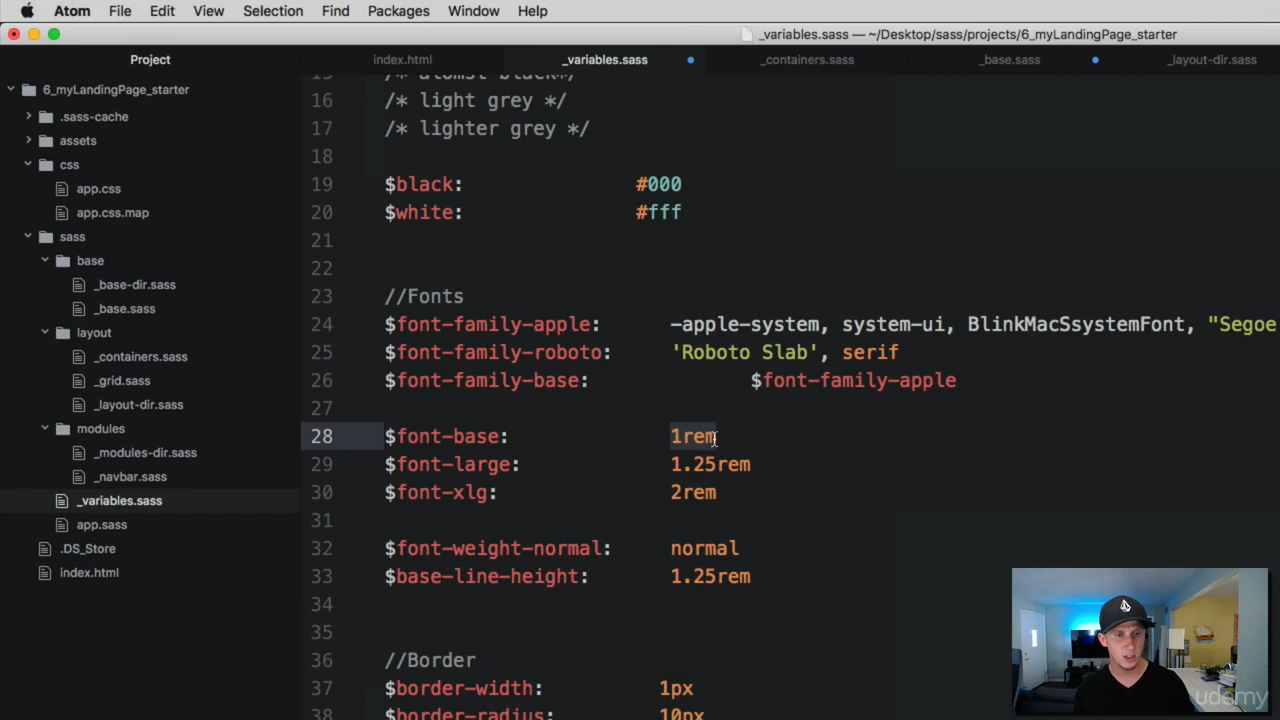 Atom File Edit View Selection Find Packages Window Help
_variables.sass — ~/Desktop/sass/projects/6_myLandingPage_starter
Project
index.html
_variables.sass
_containers.sass
_base.sass
_layout-dir.sass
6_myLandingPage_starter
.sass-cache
assets
css
app.css
app.css.map
sass
base
_base-dir.sass
_base.sass
layout
_containers.sass
_grid.sass
_layout-dir.sass
modules
_modules-dir.sass
_navbar.sass
_variables.sass
app.sass
.DS_Store
index.html
16 /* light grey */
17 /* lighter grey */
18
19 $black: #000
20 $white: #fff
21
22
23 //Fonts
24 $font-family-apple: -apple-system, system-ui, BlinkMacSsystemFont, "Segoe
25 $font-family-roboto: 'Roboto Slab', serif
26 $font-family-base: $font-family-apple
27
28 $font-base: 1rem
29 $font-large: 1.25rem
30 $font-xlg: 2rem
31
32 $font-weight-normal: normal
33 $base-line-height: 1.25rem
34
35
36 //Border
37 $border-width: 1px
38 $border-radius: 10px
udemy